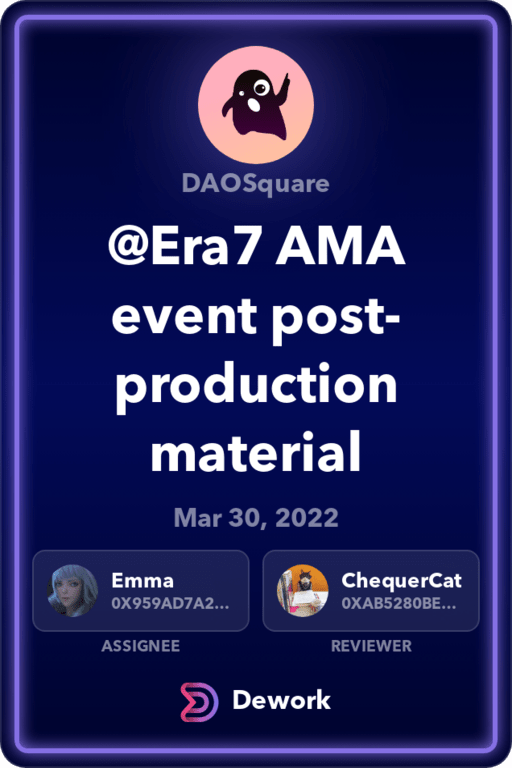 DAOSquare
@Era7 AMA
event post-
production
material
Mar 30, 2022
Emma
0X959AD7A2...
ChequerCat
0XAB5280BE...
ASSIGNEE
REVIEWER
Dework